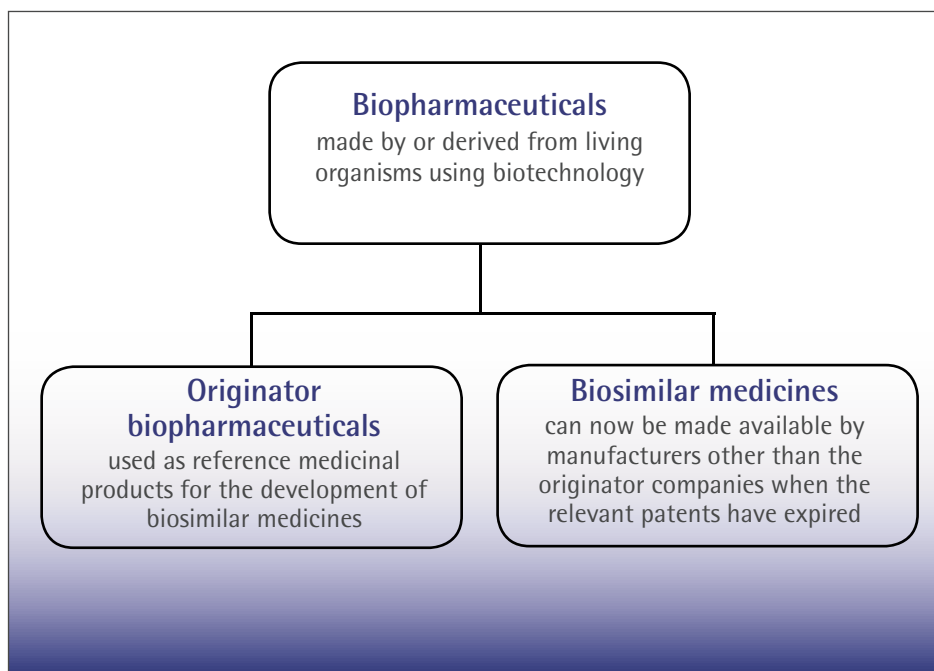 Biopharmaceuticals
made by or derived from living
organisms using biotechnology
Originator
biopharmaceuticals
used as reference medicinal
products for the development of
biosimilar medicines
Biosimilar medicines
can now be made available by
manufacturers other than the
originator companies when the
relevant patents have expired